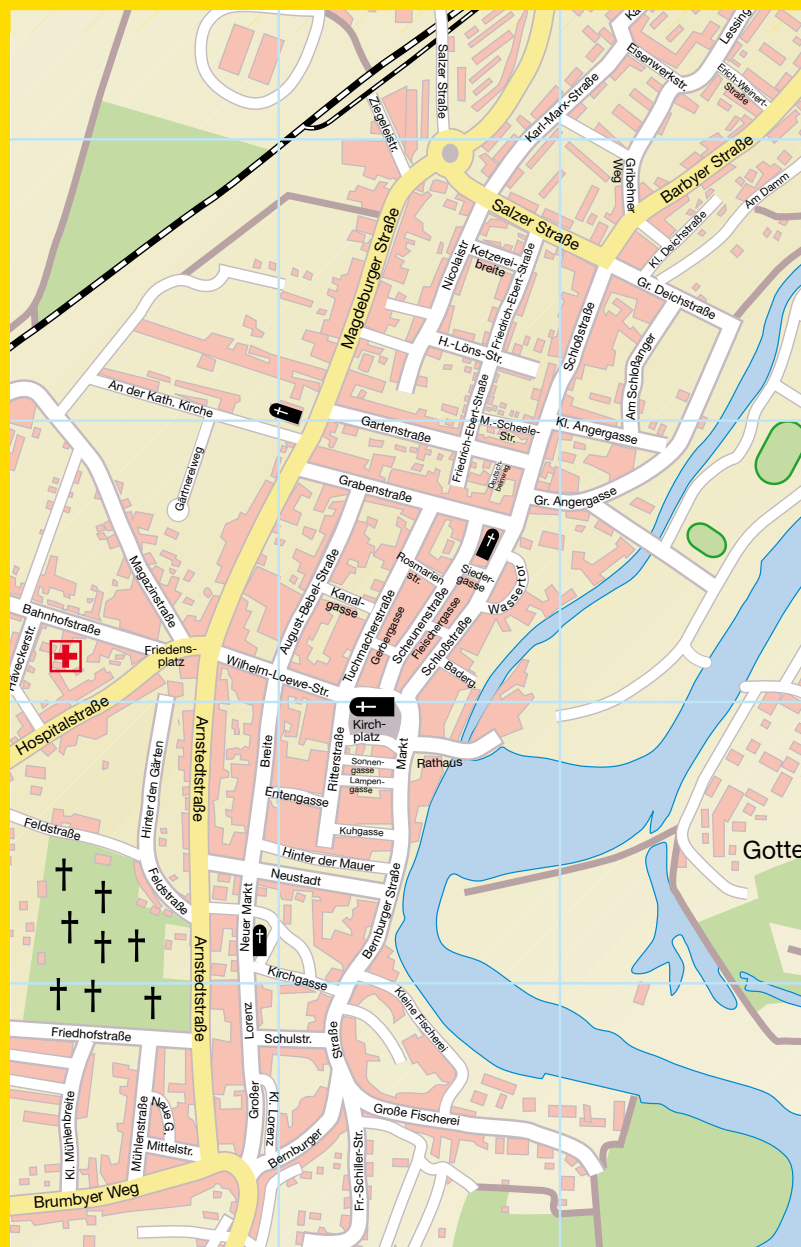 Ka
Lessing
Eisenwerkstr.
Erich-Weinert-
Straße
Salzer Straße
Ziegeleistr.
Karl-Marx-Straße
Barbyer Straße
Gribehner
Weg
Am Damm
Salzer Straße
Kl. Deichstraße
Magdeburger Straße
Nicolaistr
Ketzerei-
breite
Friedrich-Ebert-Straße
Gr. Deichstraße
Schloßstraße
H.-Löns-Str.
Am Schloßanger
An der Kath. Kirche
Gartenstraße
Friedrich-Ebert-Straße
M.-Scheele-
Str.
Kl. Angergasse
Gärtnereiweg
Grabenstraße
Deutsch-
beinweg
Gr. Angergasse
Magazinstraße
August-Bebel-Straße
Rosmarien
str.
Sieder-
gasse
Wassertor
Kanal-
gasse
Tuchmacherstraße
Gerbergasse
Scheunenstraße
Fleischergasse
Schloßstraße
Baderg.
Bahnhofstraße
Häveckerstr.
Friedens-
platz
Wilhelm-Loewe-Str.
Hospitalstraße
Arnstedtstraße
Hinter den Gärten
Breite
Ritterstraße
Kirch-
platz
Markt
Rathaus
Sonnen-
gasse
Lampen-
gasse
Entengasse
Kuhgasse
Feldstraße
Hinter der Mauer
Neustadt
Gotte
Feldstraße
Neuer Markt
Bernburger Straße
Arnstedtstraße
Kirchgasse
Kleine Fischerei
Friedhofstraße
Lorenz
Schulstr.
Straße
Kl. Mühlenbreite
Mühlenstraße
Neue G.
Mittelstr.
Großer
Kl. Lorenz
Bernburger
Große Fischerei
Fr.-Schiller-Str.
Brumbyer Weg